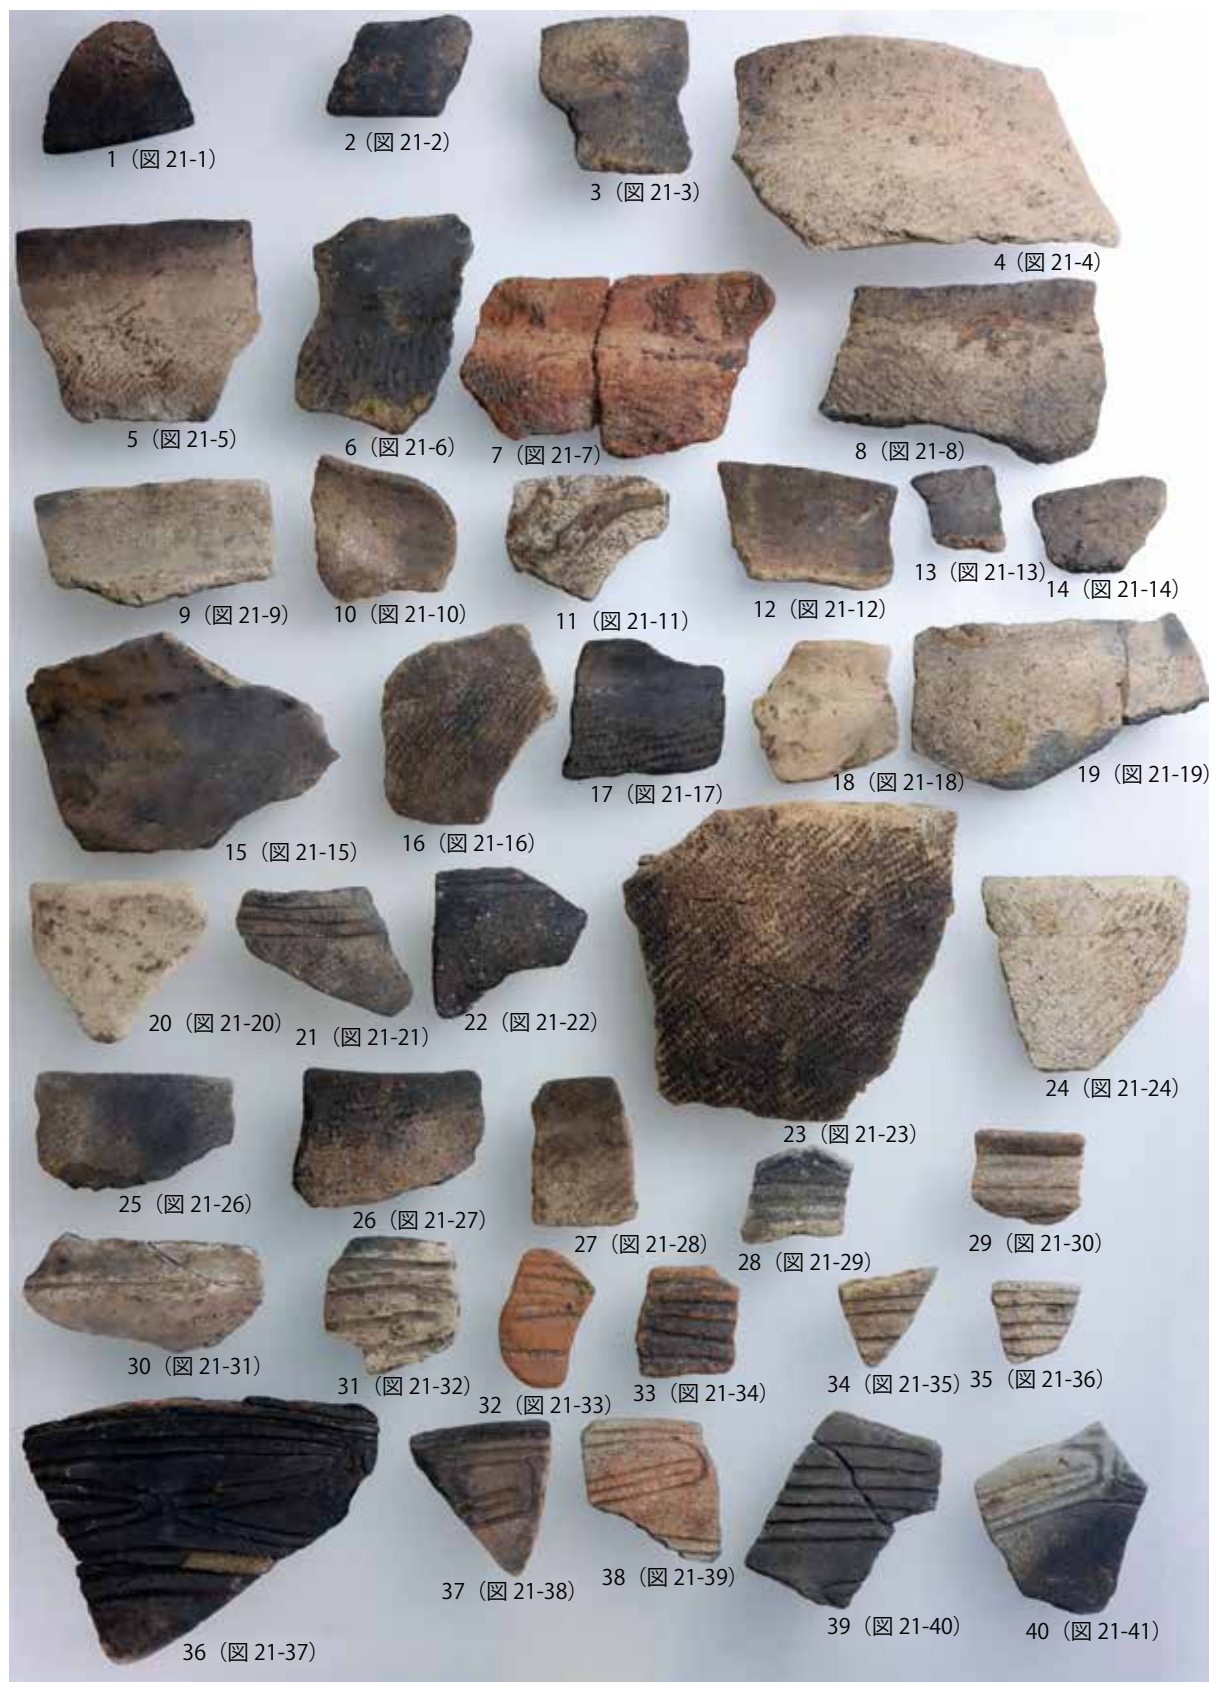 1（図 21-1）
2（図 21-2）
3（図 21-3）
4（図 21-4）
5（図 21-5）
6（図 21-6）
7（図 21-7）
8（図 21-8）
9（図 21-9）
10（図 21-10）
11（図 21-11）
12（図 21-12）
13（図 21-13）
14（図 21-14）
15（図 21-15）
16（図 21-16）
17（図 21-17）
18（図 21-18）
19（図 21-19）
20（図 21-20）
21（図 21-21）
22（図 21-22）
23（図 21-23）
24（図 21-24）
25（図 21-26）
26（図 21-27）
27（図 21-28）
28（図 21-29）
29（図 21-30）
30（図 21-31）
31（図 21-32）
32（図 21-33）
33（図 21-34）
34（図 21-35）
35（図 21-36）
36（図 21-37）
37（図 21-38）
38（図 21-39）
39（図 21-40）
40（図 21-41）